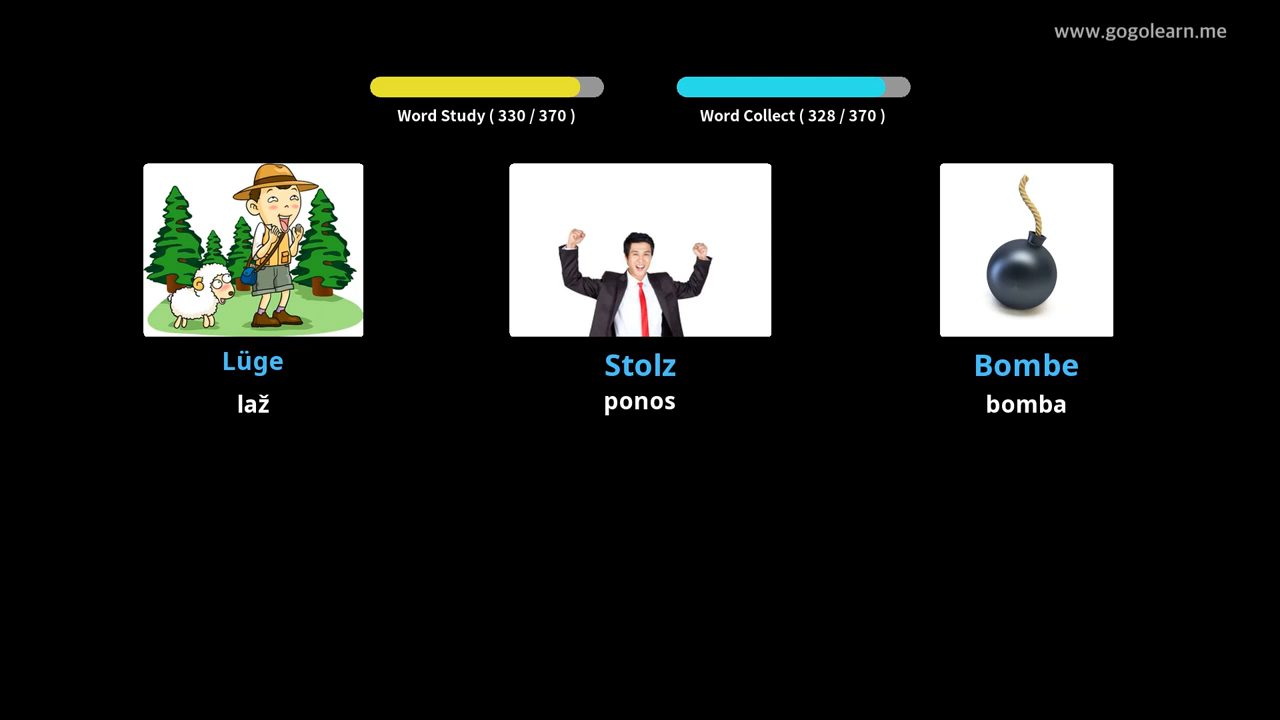 www.gogolearn.me
Word Study ( 330 / 370 )
Word Collect ( 328 / 370 )
Lüge
laž
Stolz
ponos
Bombe
bomba